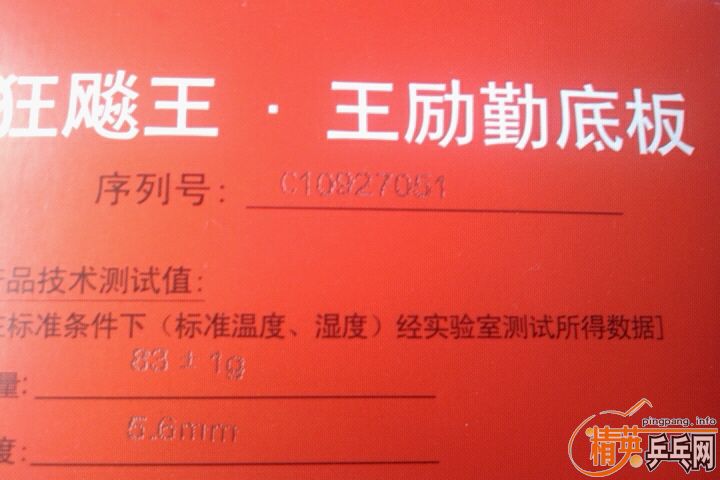 狂飚王·王励勤底板
序列号: C10927051
产品技术测试值:
在标准条件下（标准温度、湿度）经实验室测试所得数据]
量: 83±1g
度: 5.6mm
pingpang.info
精英乒乓网